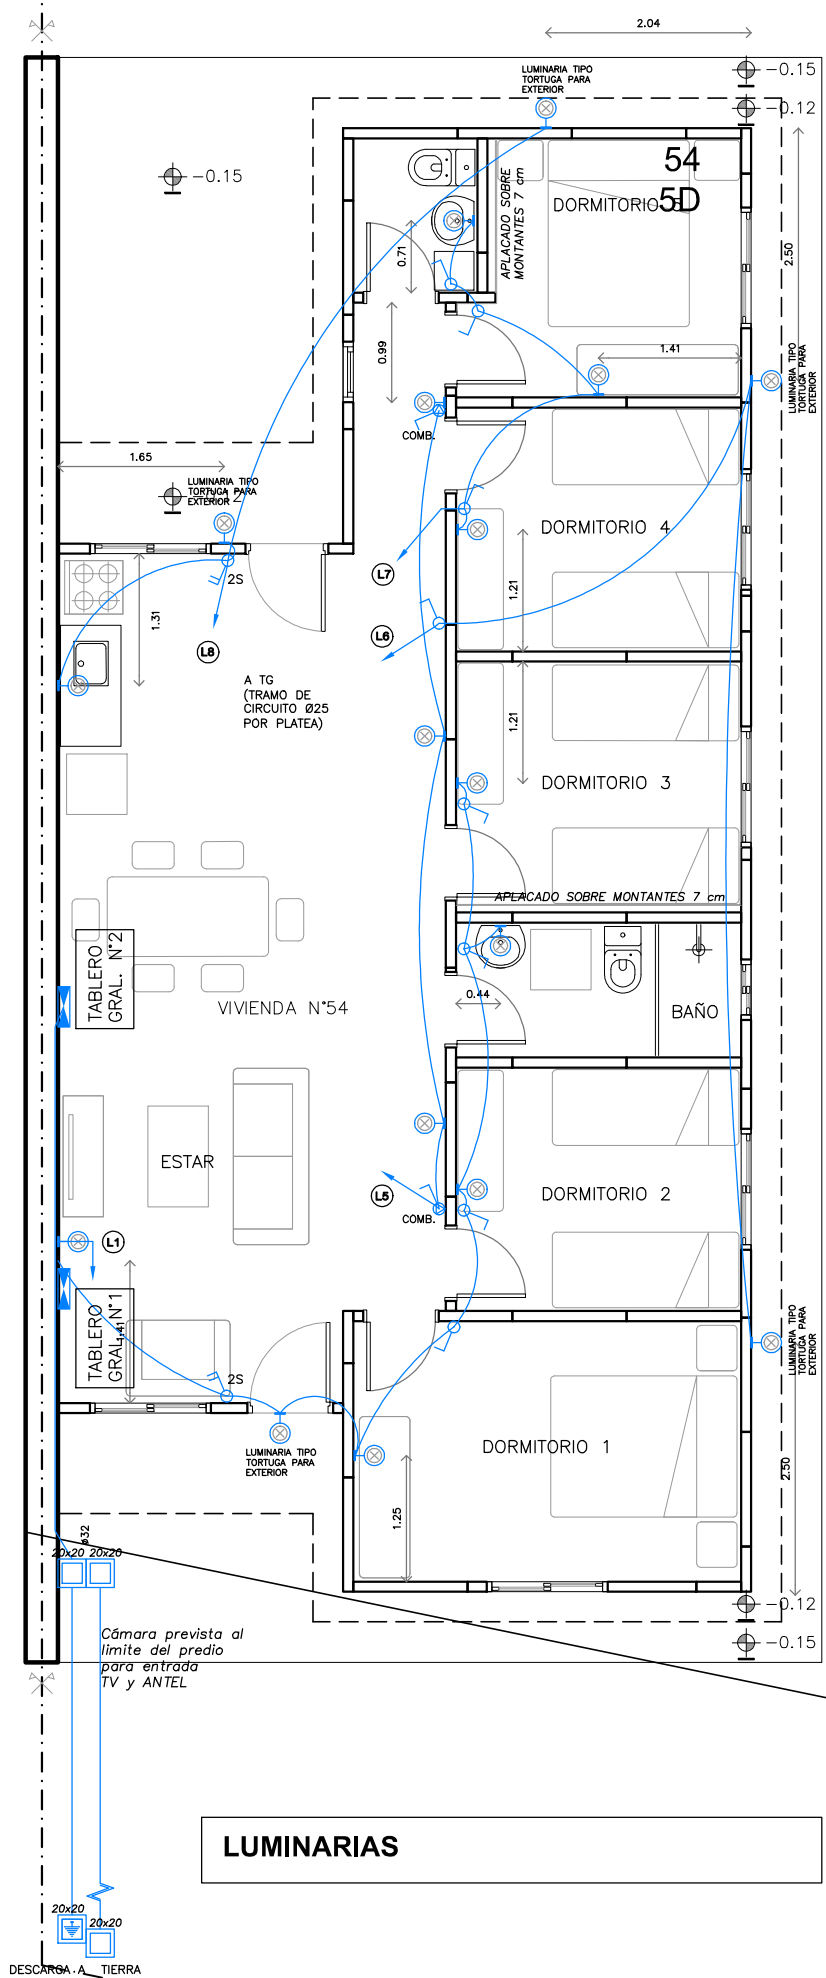 2.04
LUMINARIA TIPO
TORTUGA PARA
EXTERIOR
-0.15
-0.12
-0.15
54
5D
DORMITORIO
APLACADO SOBRE
MONTANTES 7 cm
0.71
2.50
0.99
1.41
LUMINARIA TIPO
TORTUGA PARA
EXTERIOR
COMB.
1.65
LUMINARIA TIPO
TORTUGA PARA
EXTERIOR
2S
DORMITORIO 4
L7
1.31
1.21
L6
L8
A TG
(TRAMO DE
CIRCUITO Ø25
POR PLATEA)
1.21
DORMITORIO 3
APLACADO SOBRE MONTANTES 7 cm
TABLERO
GRAL. N°2
VIVIENDA N°54
0.44
BAÑO
ESTAR
L5
COMB.
DORMITORIO 2
L1
TABLERO
GRAL. N°1
1.41
2S
LUMINARIA TIPO
TORTUGA PARA
EXTERIOR
LUMINARIA TIPO
TORTUGA PARA
EXTERIOR
DORMITORIO 1
2.50
1.25
ø32
20x20 20x20
-0.12
-0.15
Cámara prevista al
limite del predio
para entrada
TV y ANTEL
LUMINARIAS
20x20
20x20
DESCARGA A TIERRA